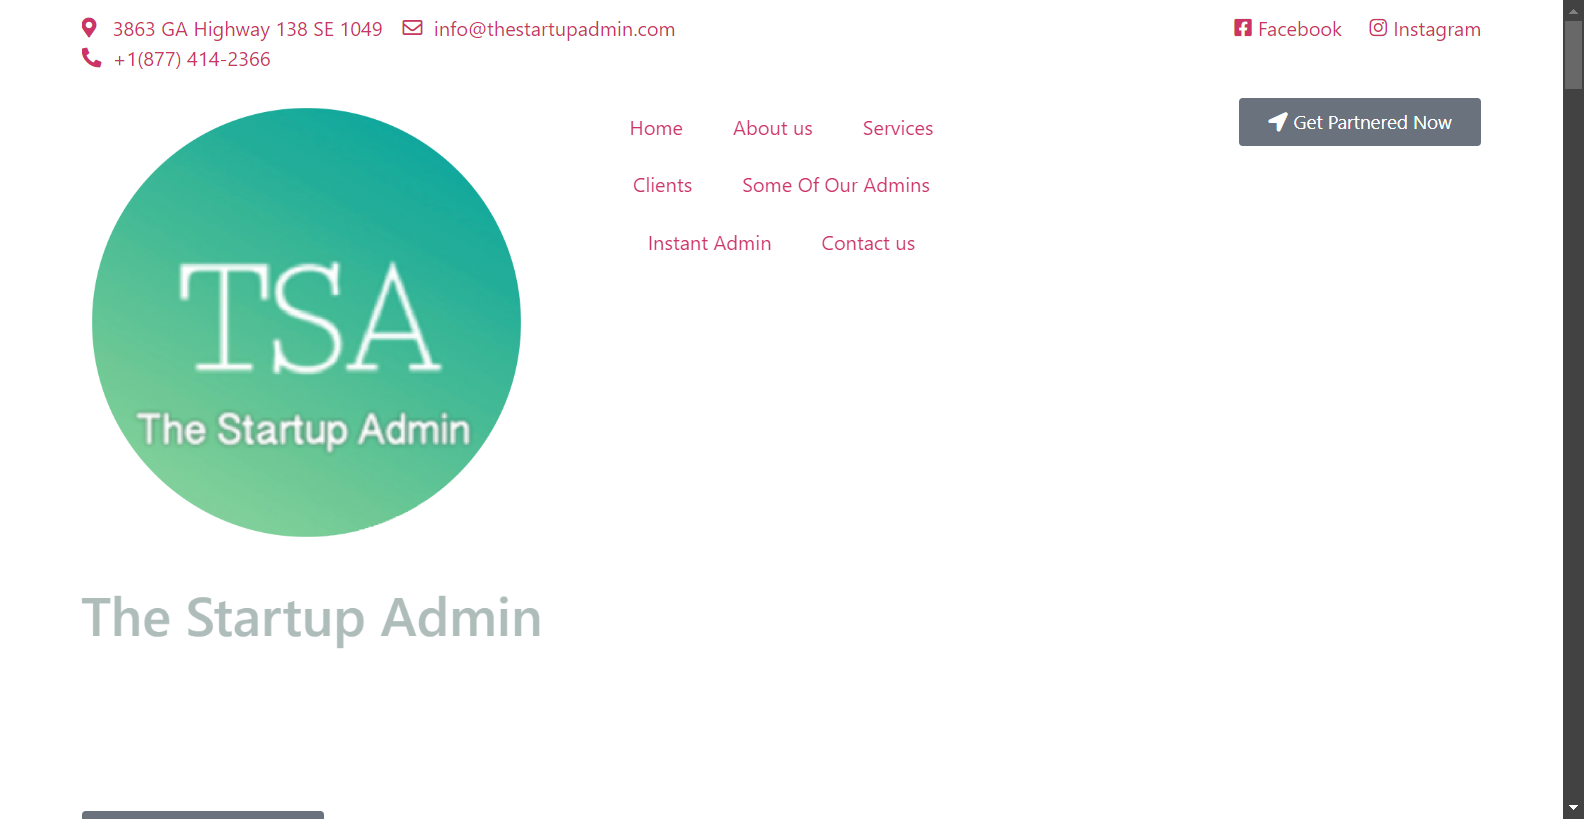 3863 GA Highway 138 SE 1049 info@thestartupadmin.com Facebook Instagram
+1(877) 414-2366
Get Partnered Now
Home About us Services
Clients Some Of Our Admins
Instant Admin Contact us
TSA
The Startup Admin
The Startup Admin